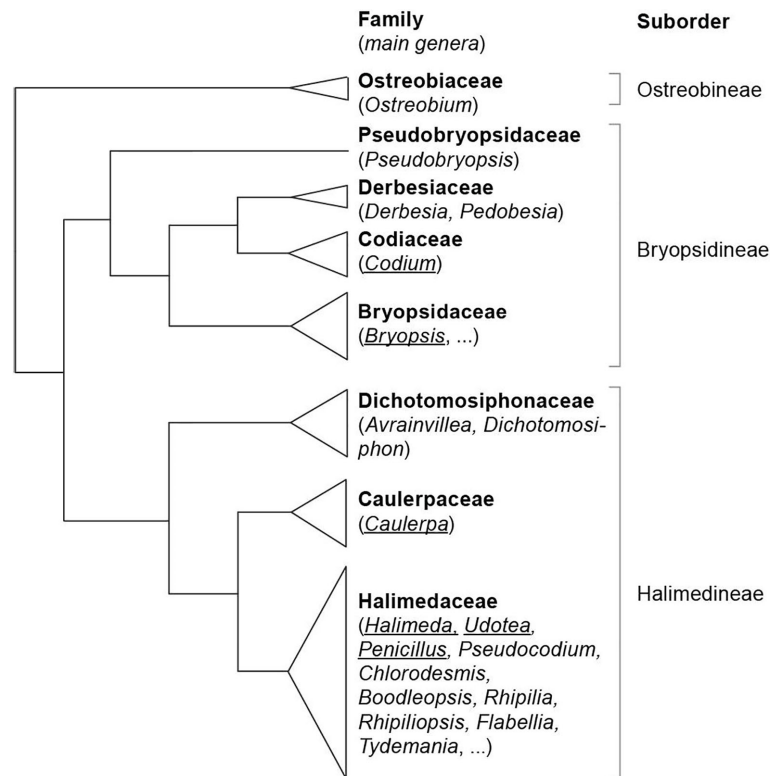 Family
(main genera)
Suborder
Ostreobiaceae
(Ostreobium)
Ostreobineae
Pseudobryopsidaceae
(Pseudobryopsis)
Derbesiaceae
(Derbesia, Pedobesia)
Codiaceae
(Codium)
Bryopsidineae
Bryopsidaceae
(Bryopsis, ...)
Dichotomosiphonaceae
(Avrainvillea, Dichotomosi-
phon)
Caulerpaceae
(Caulerpa)
Halimedaceae
(Halimeda, Udotea,
Penicillus, Pseudocodium,
Chlorodesmis,
Boodleopsis, Rhipilia,
Rhipiliopsis, Flabellia,
Tydemania, ...)
Halimedineae